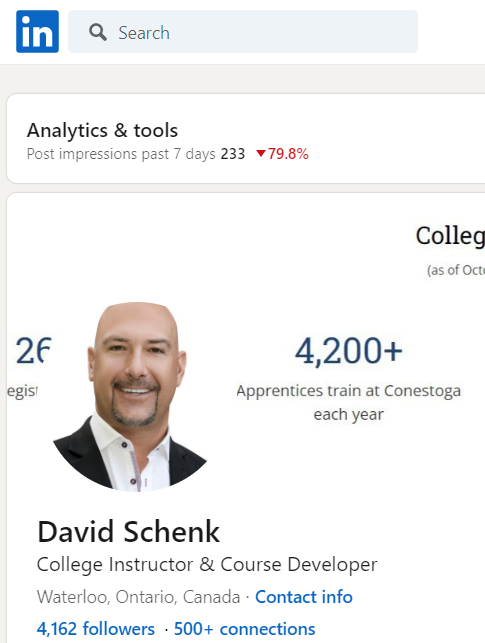 in
Search
Analytics & tools
Post impressions past 7 days 233 ▼79.8%
Colleg
(as of Octo
26
egist
4,200+
Apprentices train at Conestoga
each year
David Schenk
College Instructor & Course Developer
Waterloo, Ontario, Canada · Contact info
4,162 followers · 500+ connections